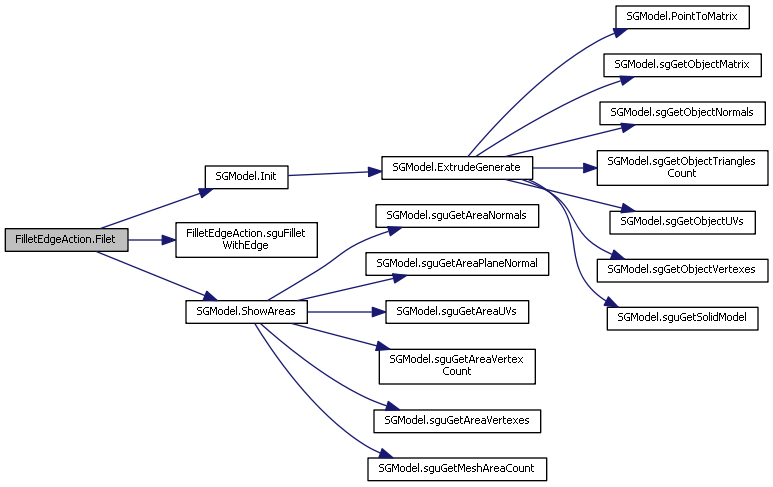 SGModel.PointToMatrix
SGModel.sgGetObjectMatrix
SGModel.sgGetObjectNormals
SGModel.ExtrudeGenerate
SGModel.sgGetObjectTriangles
Count
SGModel.Init
SGModel.sguGetAreaNormals
SGModel.sgGetObjectUVs
FilletEdgeAction.Filet
FilletEdgeAction.sguFillet
WithEdge
SGModel.sguGetAreaPlaneNormal
SGModel.sgGetObjectVertexes
SGModel.ShowAreas
SGModel.sguGetAreaUVs
SGModel.sguGetSolidModel
SGModel.sguGetAreaVertex
Count
SGModel.sguGetAreaVertexes
SGModel.sguGetMeshAreaCount